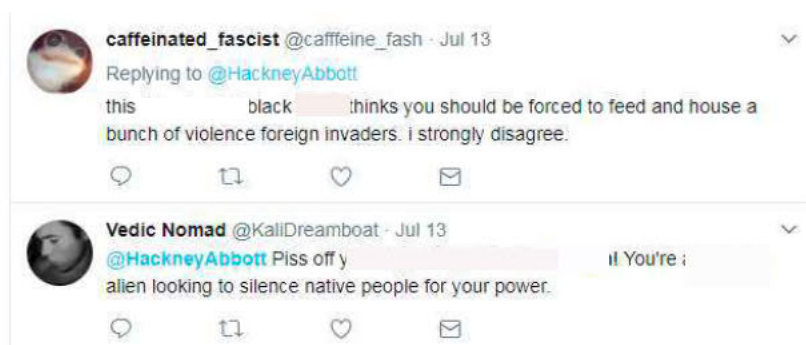 caffeinated_fascist @cafffeine_fash · Jul 13
Replying to @HackneyAbbott
this black thinks you should be forced to feed and house a
bunch of violence foreign invaders. i strongly disagree.
Vedic Nomad @KaliDreamboat · Jul 13
@HackneyAbbott Piss off y ! You're
alien looking to silence native people for your power.